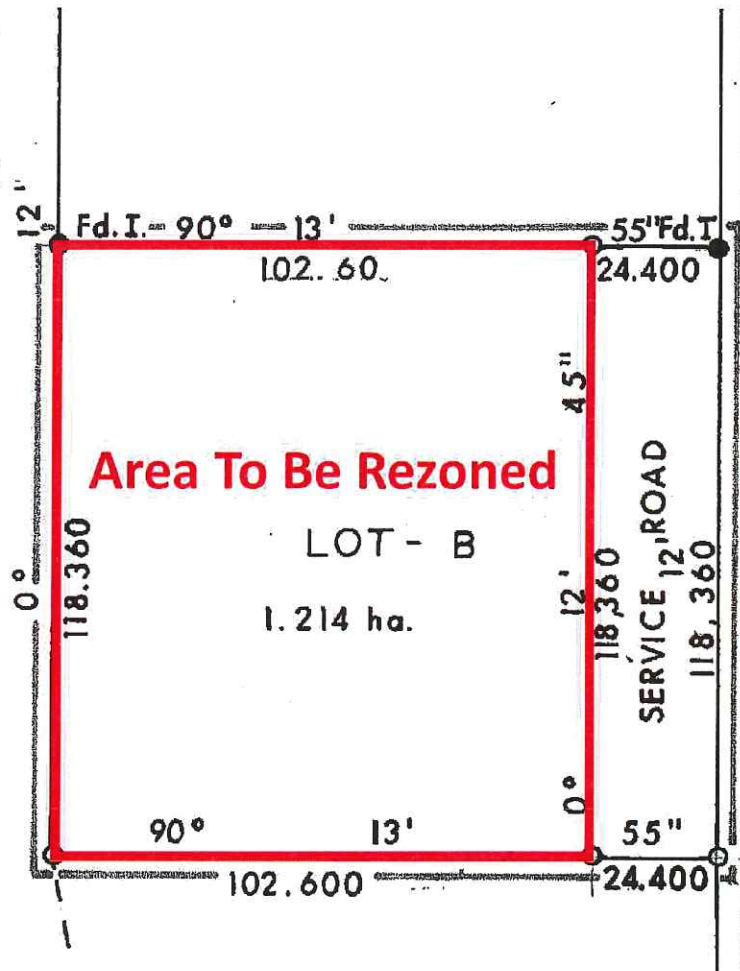 12"
Fd. I. 90° 13' 55" Fd. I
102.60 24.400
45"
Area To Be Rezoned
LOT - B
1.214 ha.
0°
118.360
12'
118,360
0°
SERVICE ROAD
12'
118,360
90° 13' 55"
102.600 24.400